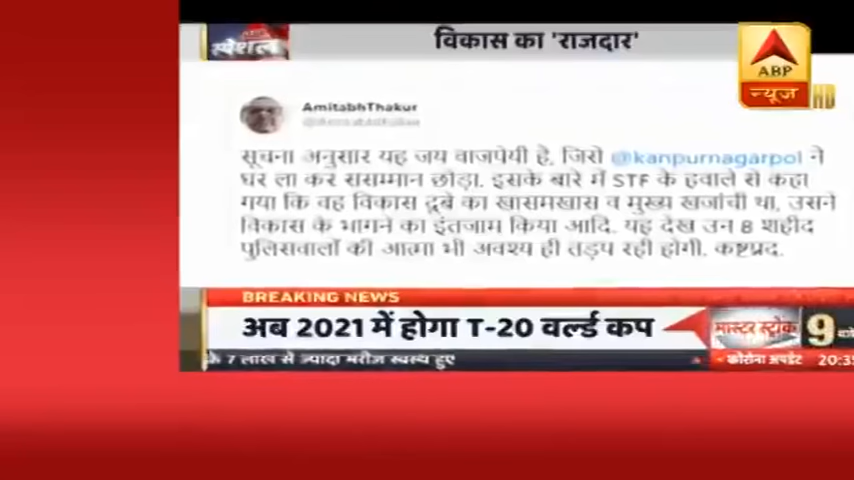 स्पेशल
विकास का 'राजदार'
ABP
न्यूज़
HD
AmitabhThakur
सूचना अनुसार यह जय वाजपेयी है, जिसे @kanpurnagarpol ने
घर ला कर ससम्मान छोड़ा. इसके बारे में STF के हवाले से कहा
गया कि वह विकास दूबे का खासमखास व मुख्य खजांची था, उसने
विकास के भागने का इंतजाम किया आदि. यह देख उन 8 शहीद
पुलिसवालों की आत्मा भी अवश्य ही तड़प रही होगी. कष्टप्रद.
BREAKING NEWS
अब 2021 में होगा T-20 वर्ल्ड कप
मास्टर स्ट्रोक
9
बजे
के 7 लाख से ज्यादा मरीज स्वस्थ हुए
कोरोना अपडेट
20:35